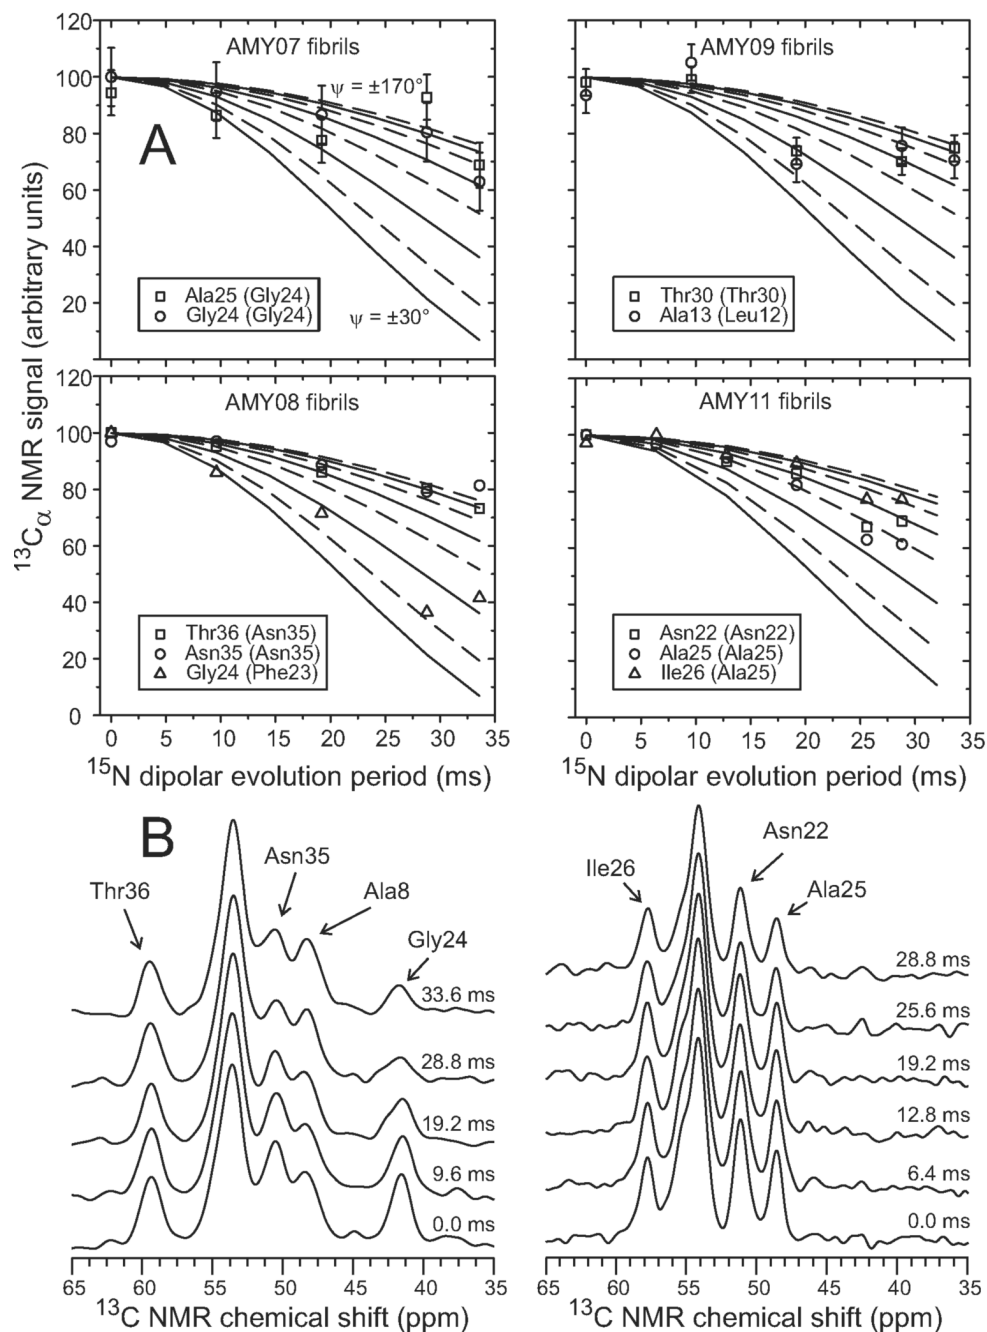 120
100
80
60
40
20
AMY07 fibrils
ψ = ±170°
A
Ala25 (Gly24)
Gly24 (Gly24)
ψ = ±30°
AMY09 fibrils
Thr30 (Thr30)
Ala13 (Leu12)
¹³Cα NMR signal (arbitrary units)
120
100
80
60
40
20
0
AMY08 fibrils
Thr36 (Asn35)
Asn35 (Asn35)
Gly24 (Phe23)
AMY11 fibrils
Asn22 (Asn22)
Ala25 (Ala25)
Ile26 (Ala25)
0 5 10 15 20 25 30 35
0 5 10 15 20 25 30 35
¹⁵N dipolar evolution period (ms)
¹⁵N dipolar evolution period (ms)
B
Thr36
Asn35
Ala8
Gly24
33.6 ms
28.8 ms
19.2 ms
9.6 ms
0.0 ms
65 60 55 50 45 40 35
¹³C NMR chemical shift (ppm)
Ile26
Asn22
Ala25
28.8 ms
25.6 ms
19.2 ms
12.8 ms
6.4 ms
0.0 ms
65 60 55 50 45 40 35
¹³C NMR chemical shift (ppm)